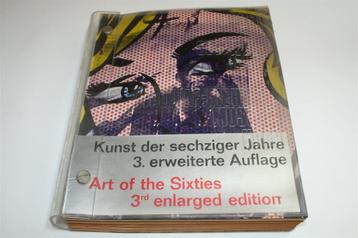 Kunst der sechziger Jahre
3. erweiterte Auflage
Art of the Sixties
3rd enlarged edition